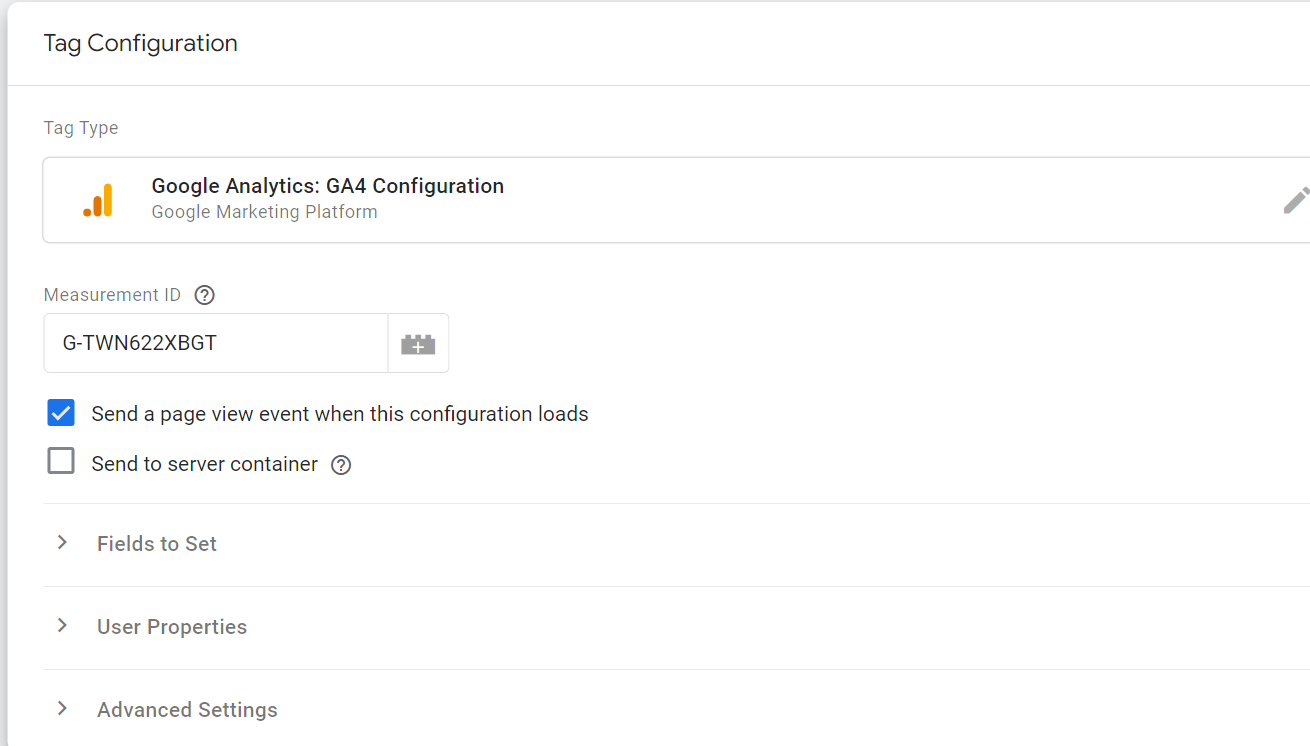 Tag Configuration
Tag Type
Google Analytics: GA4 Configuration
Google Marketing Platform
Measurement ID
G-TWN622XBGT
Send a page view event when this configuration loads
Send to server container
Fields to Set
User Properties
Advanced Settings